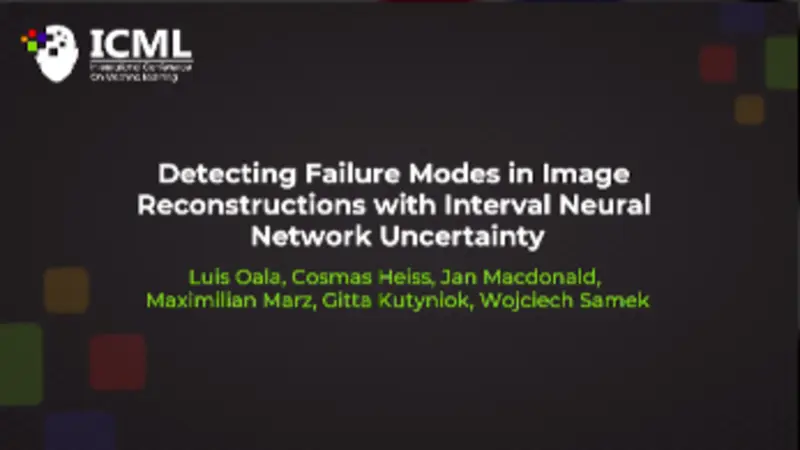 ICML
International Conference
On Machine Learning
Detecting Failure Modes in Image
Reconstructions with Interval Neural
Network Uncertainty
Luis Oala, Cosmas Heiss, Jan Macdonald,
Maximilian Marz, Gitta Kutyniok, Wojciech Samek